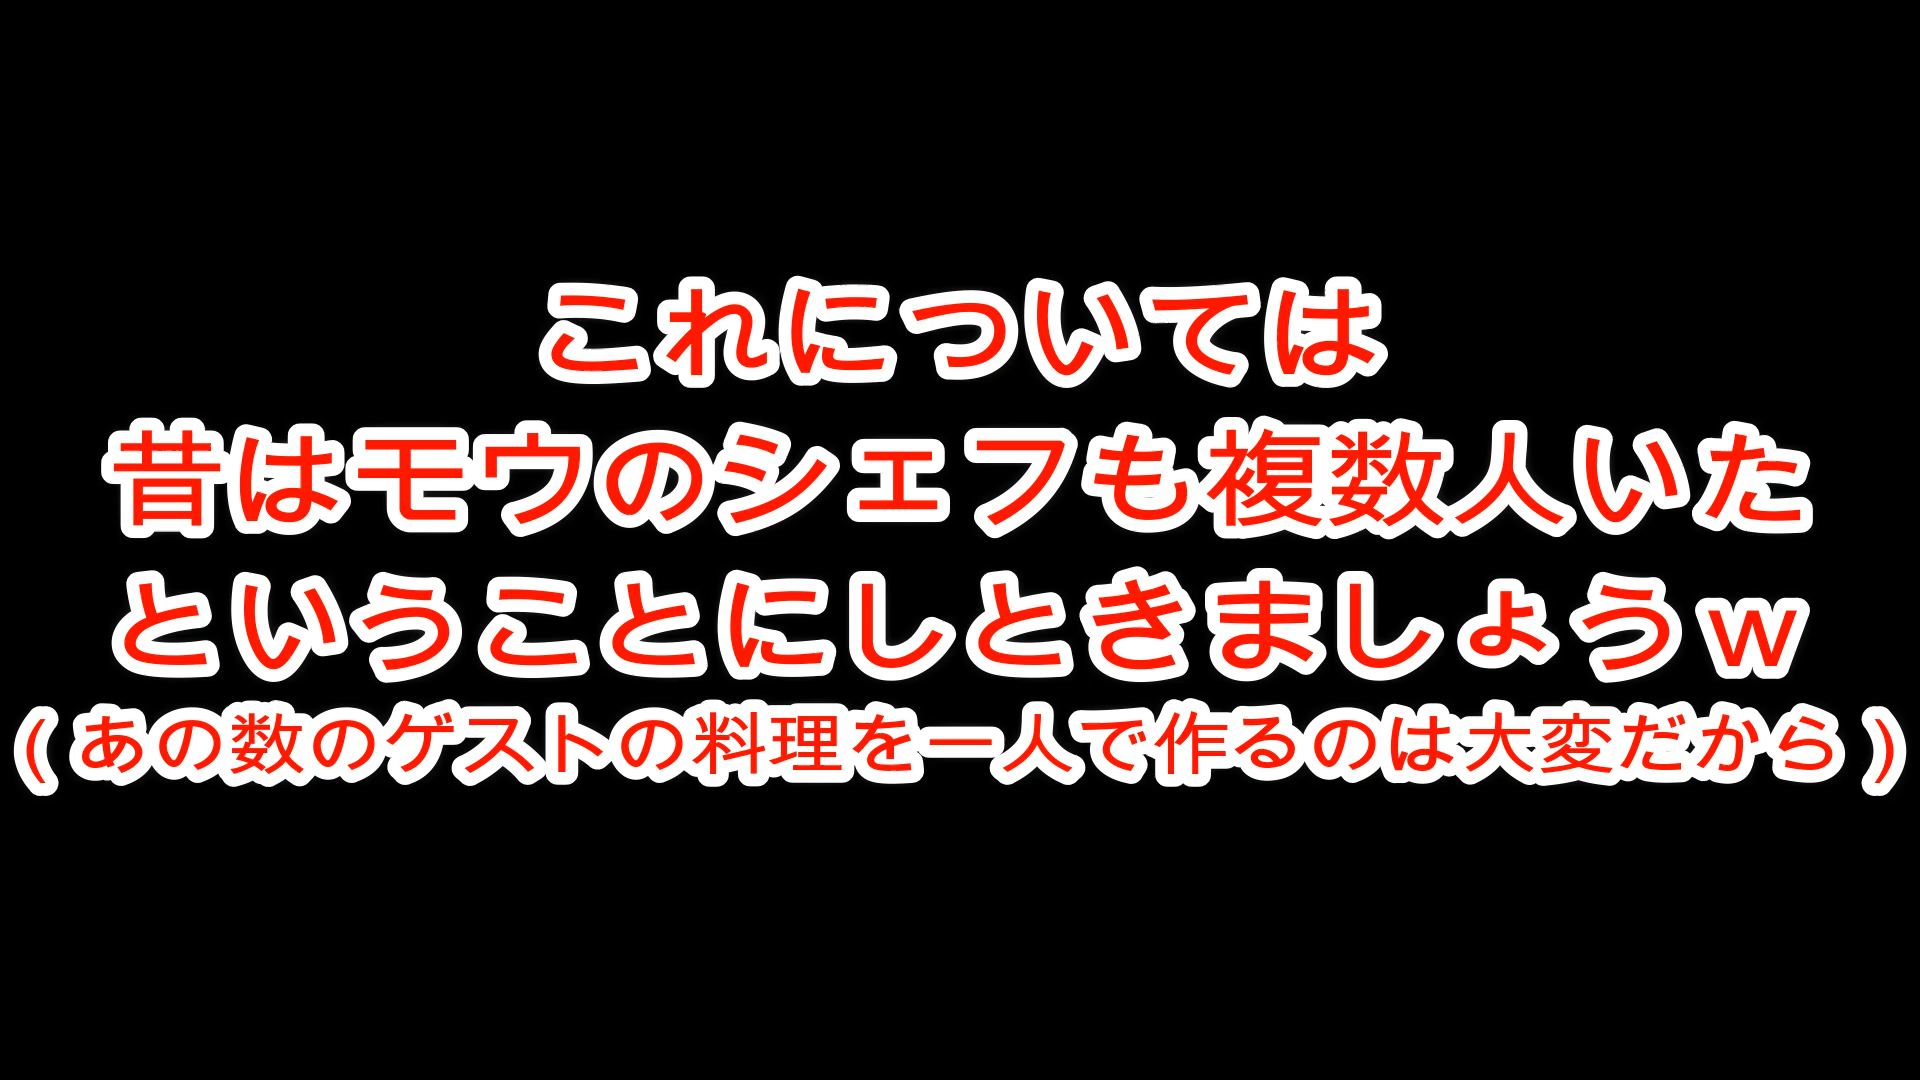 これについては
昔はモウのシェフも複数人いた
ということにしときましょうｗ
（あの数のゲストの料理を一人で作るのは大変だから）